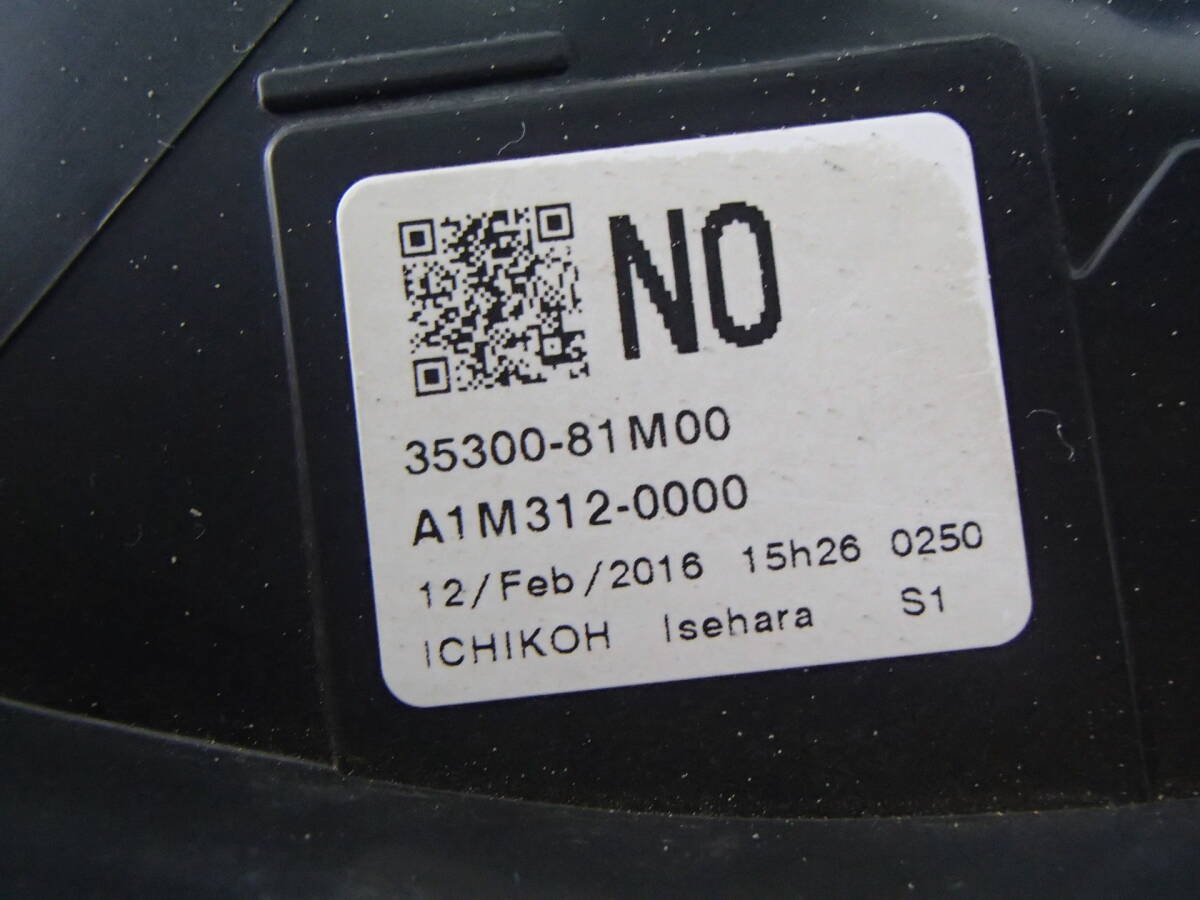 NO
35300-81M00
A1M312-0000
12/Feb/2016 15h26 0250
ICHIKOH Isehara S1